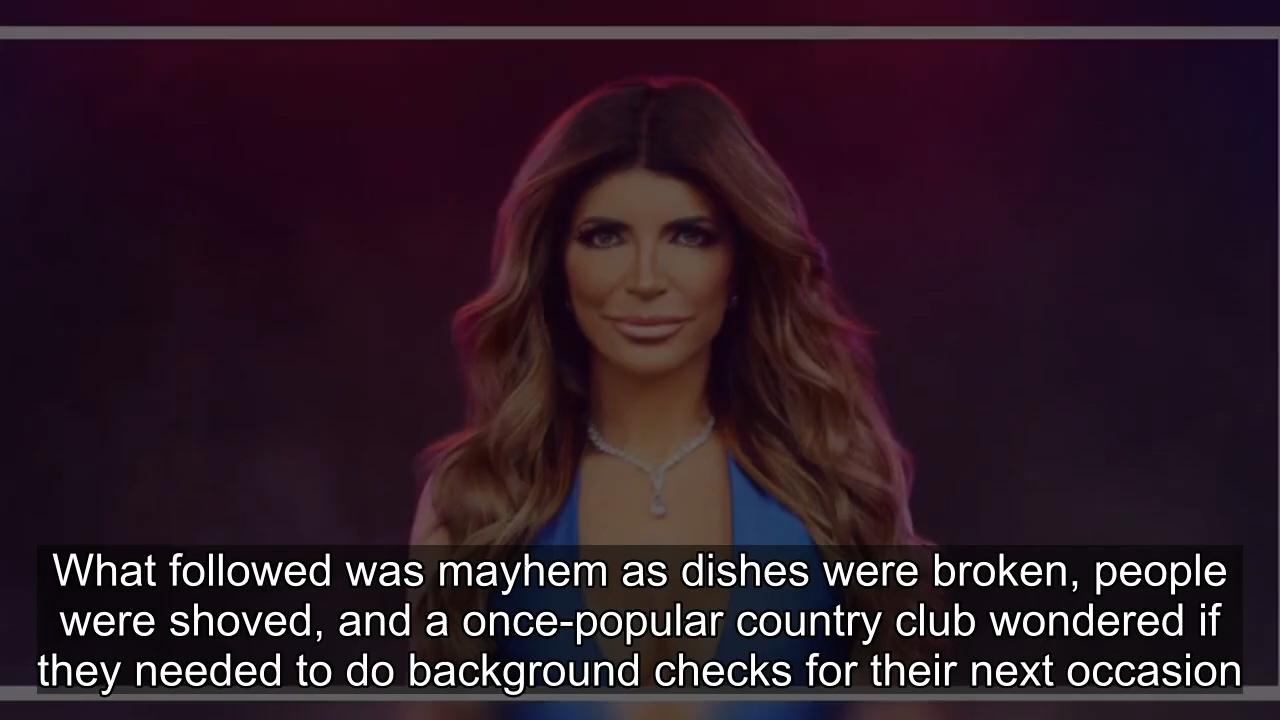 What followed was mayhem as dishes were broken, people
were shoved, and a once-popular country club wondered if
they needed to do background checks for their next occasion